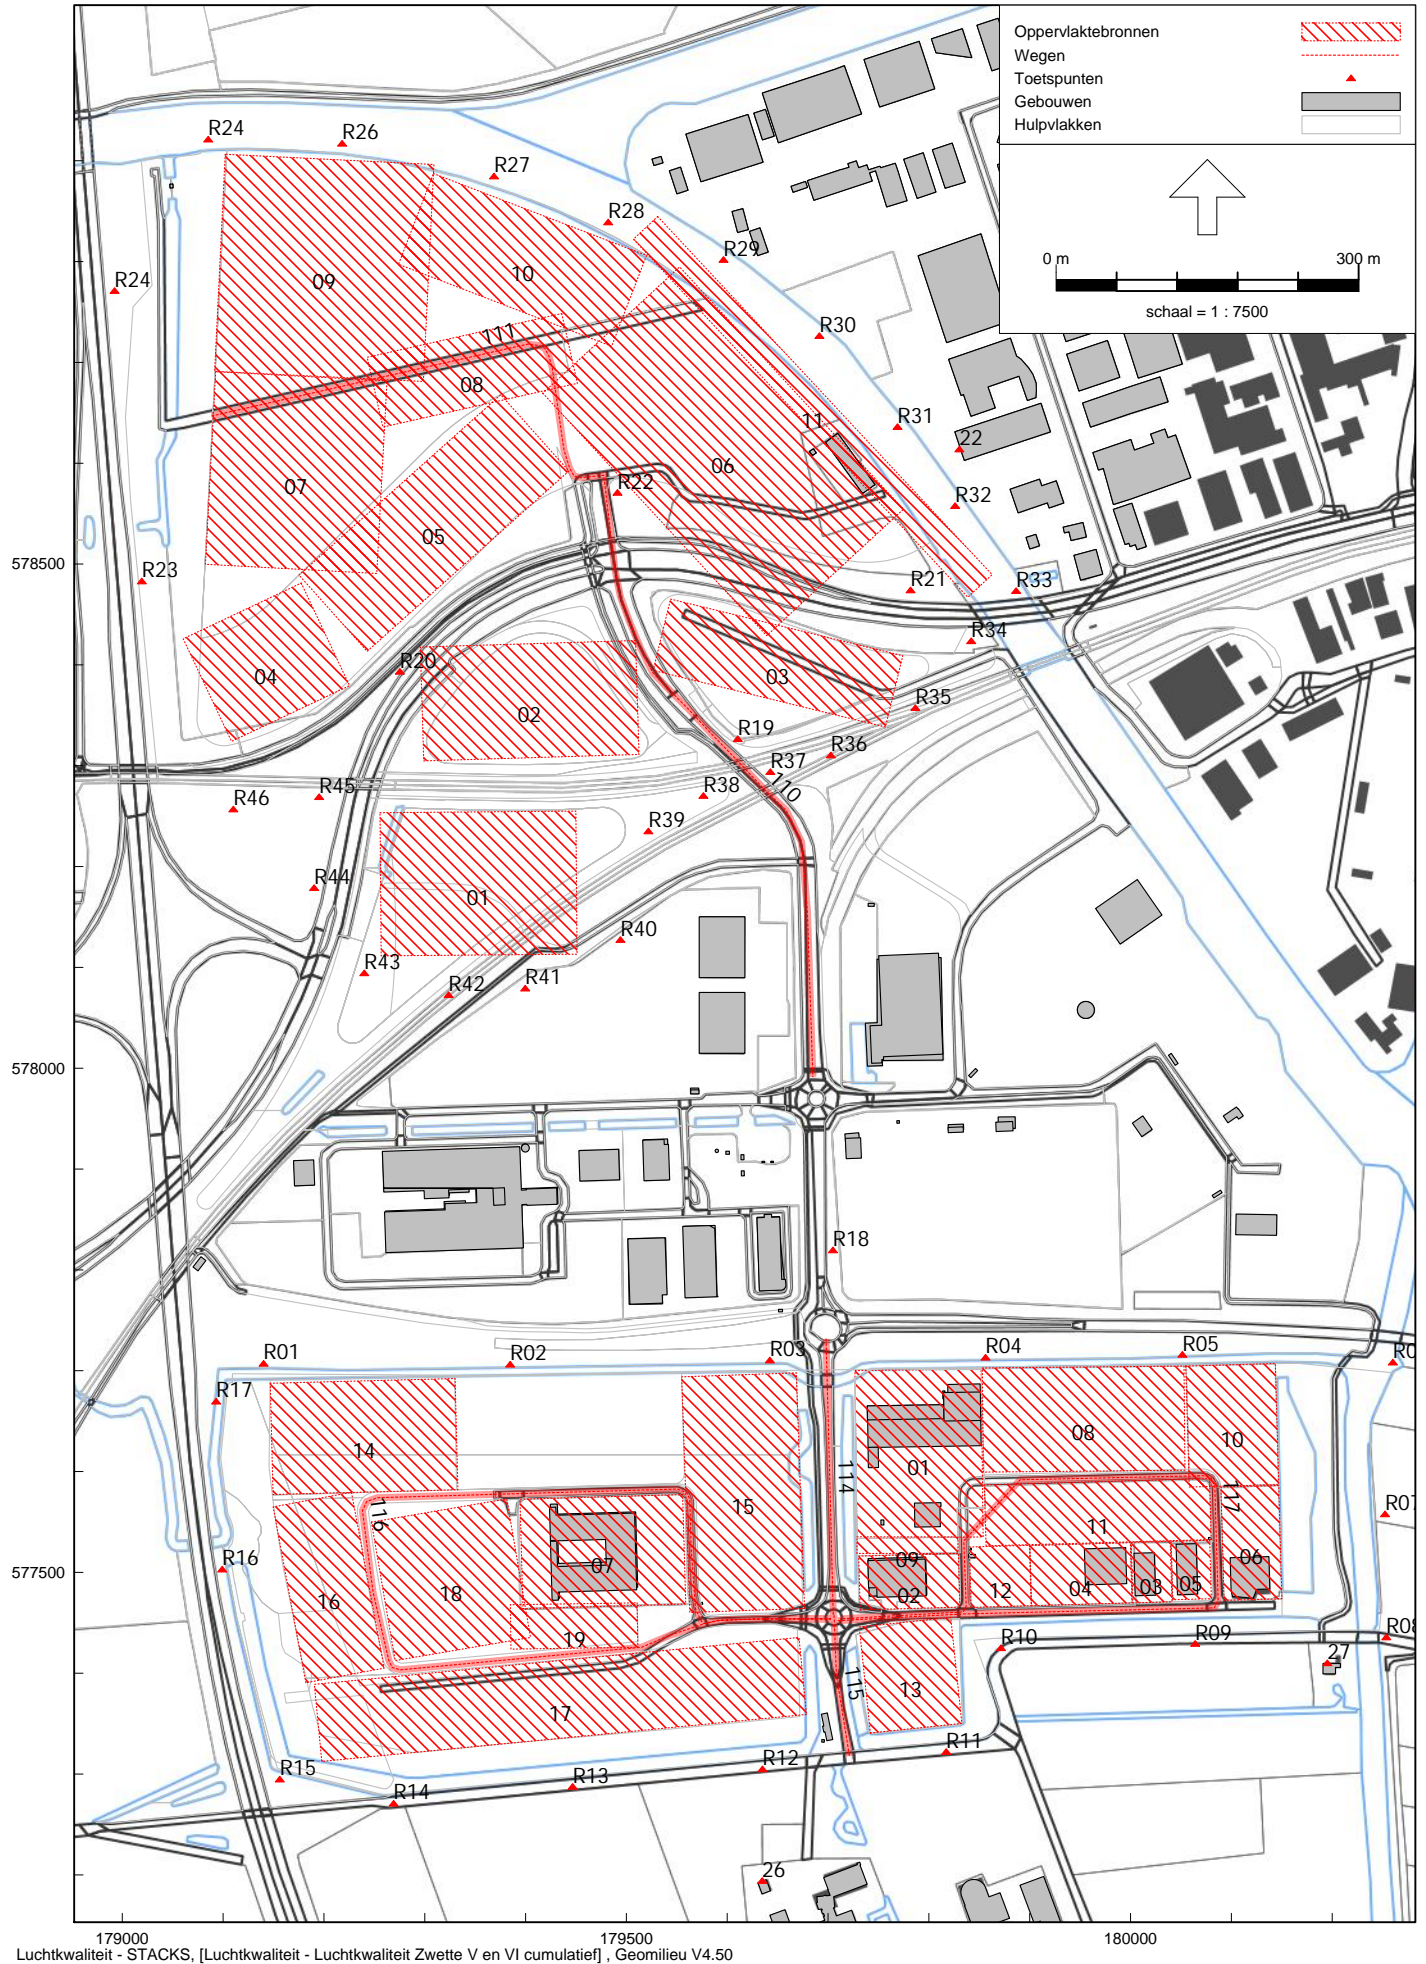 Oppervlaktebronnen
Wegen
Toetspunten
Gebouwen
Hulpvlakken
0 m 300 m
schaal = 1 : 7500
R24
R26
R27
R28
R29
R24
09
10
R30
111
08
11
R31
22
06
07
R22
R32
05
578500
R23
R21
R33
R34
04
R20
03
02
R35
R19
R36
R37
110
R45
R38
R46
R39
R44
01
R40
R43
R42
R41
578000
R18
R01
R02
R03
R04
R05
R0
R17
14
08
10
01
114
117
15
R07
116
11
R16
577500
07
09
06
16
18
02
12
04
03
05
19
R10
R09
R08
27
13
115
17
R11
R15
R12
R13
R14
26
179000 179500 180000
Luchtkwaliteit - STACKS, [Luchtkwaliteit - Luchtkwaliteit Zwette V en VI cumulatief] , Geomilieu V4.50